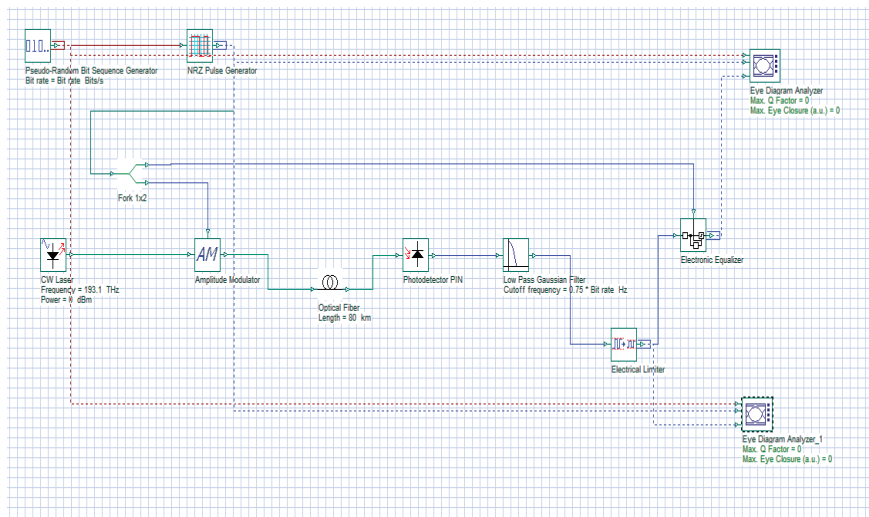 010..
Pseudo-Random Bit Sequence Generator
Bit rate = Bit rate Bits/s
NRZ Pulse Generator
Eye Diagram Analyzer
Max. Q Factor = 0
Max. Eye Closure (a.u.) = 0
Fork 1x2
Electronic Equalizer
AM
CW Laser
Frequency = 193.1 THz
Power = 0 dBm
Amplitude Modulator
Optical Fiber
Length = 80 km
Photodetector PIN
Low Pass Gaussian Filter
Cutoff frequency = 0.75 * Bit rate Hz
Electrical Limiter
Eye Diagram Analyzer_1
Max. Q Factor = 0
Max. Eye Closure (a.u.) = 0